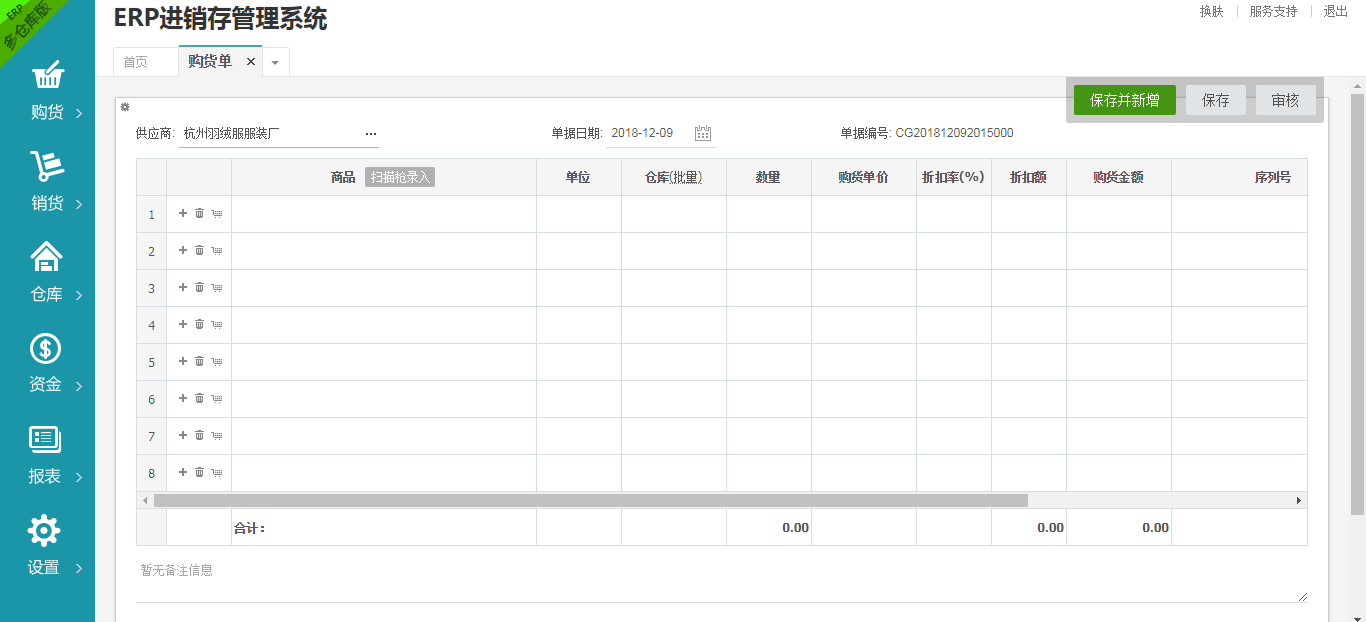 ERP
多仓库版
ERP进销存管理系统
换肤 服务支持 退出
首页 购货单 ×
保存并新增 保存 审核
供应商: 杭州羽绒服服装厂 ... 单据日期: 2018-12-09 单据编号: CG201812092015000
商品 扫描枪录入 单位 仓库(批量) 数量 购货单价 折扣率(%) 折扣额 购货金额 序列号
1
2
3
4
5
6
7
8
合计: 0.00 0.00 0.00
暂无备注信息
购货
销货
仓库
资金
报表
设置